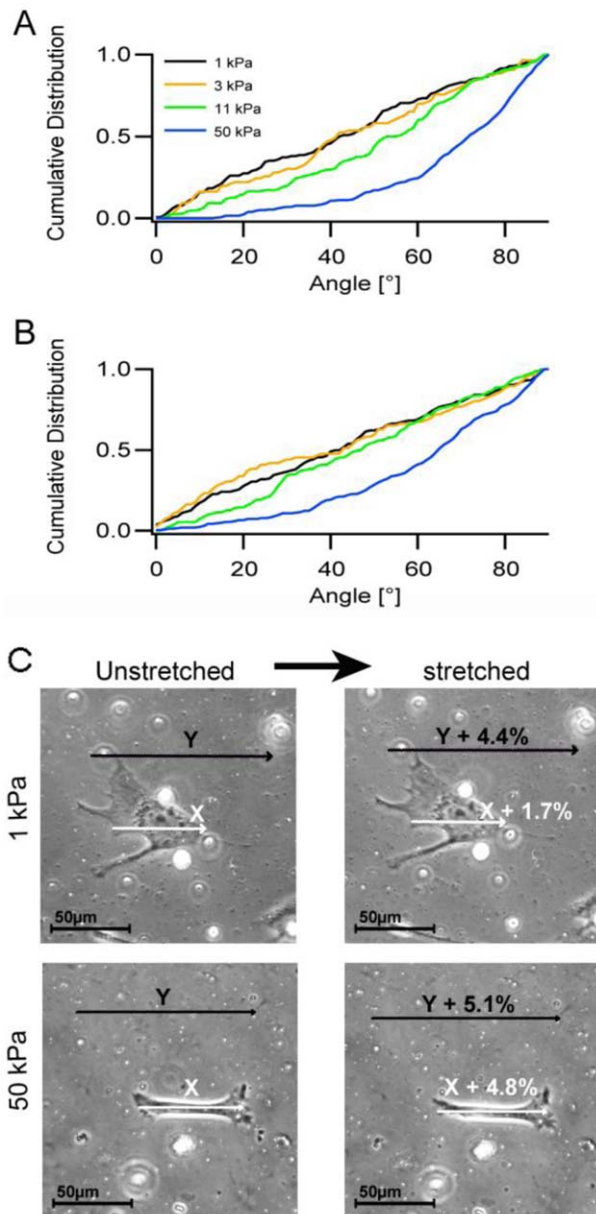 A
Cumulative Distribution
1.0
0.5
0.0
1 kPa
3 kPa
11 kPa
50 kPa
0 20 40 60 80
Angle [°]
B
Cumulative Distribution
1.0
0.5
0.0
0 20 40 60 80
Angle [°]
C
Unstretched stretched
1 kPa
Y
X
50µm
Y + 4.4%
X + 1.7%
50µm
50 kPa
Y
X
50µm
Y + 5.1%
X + 4.8%
50µm